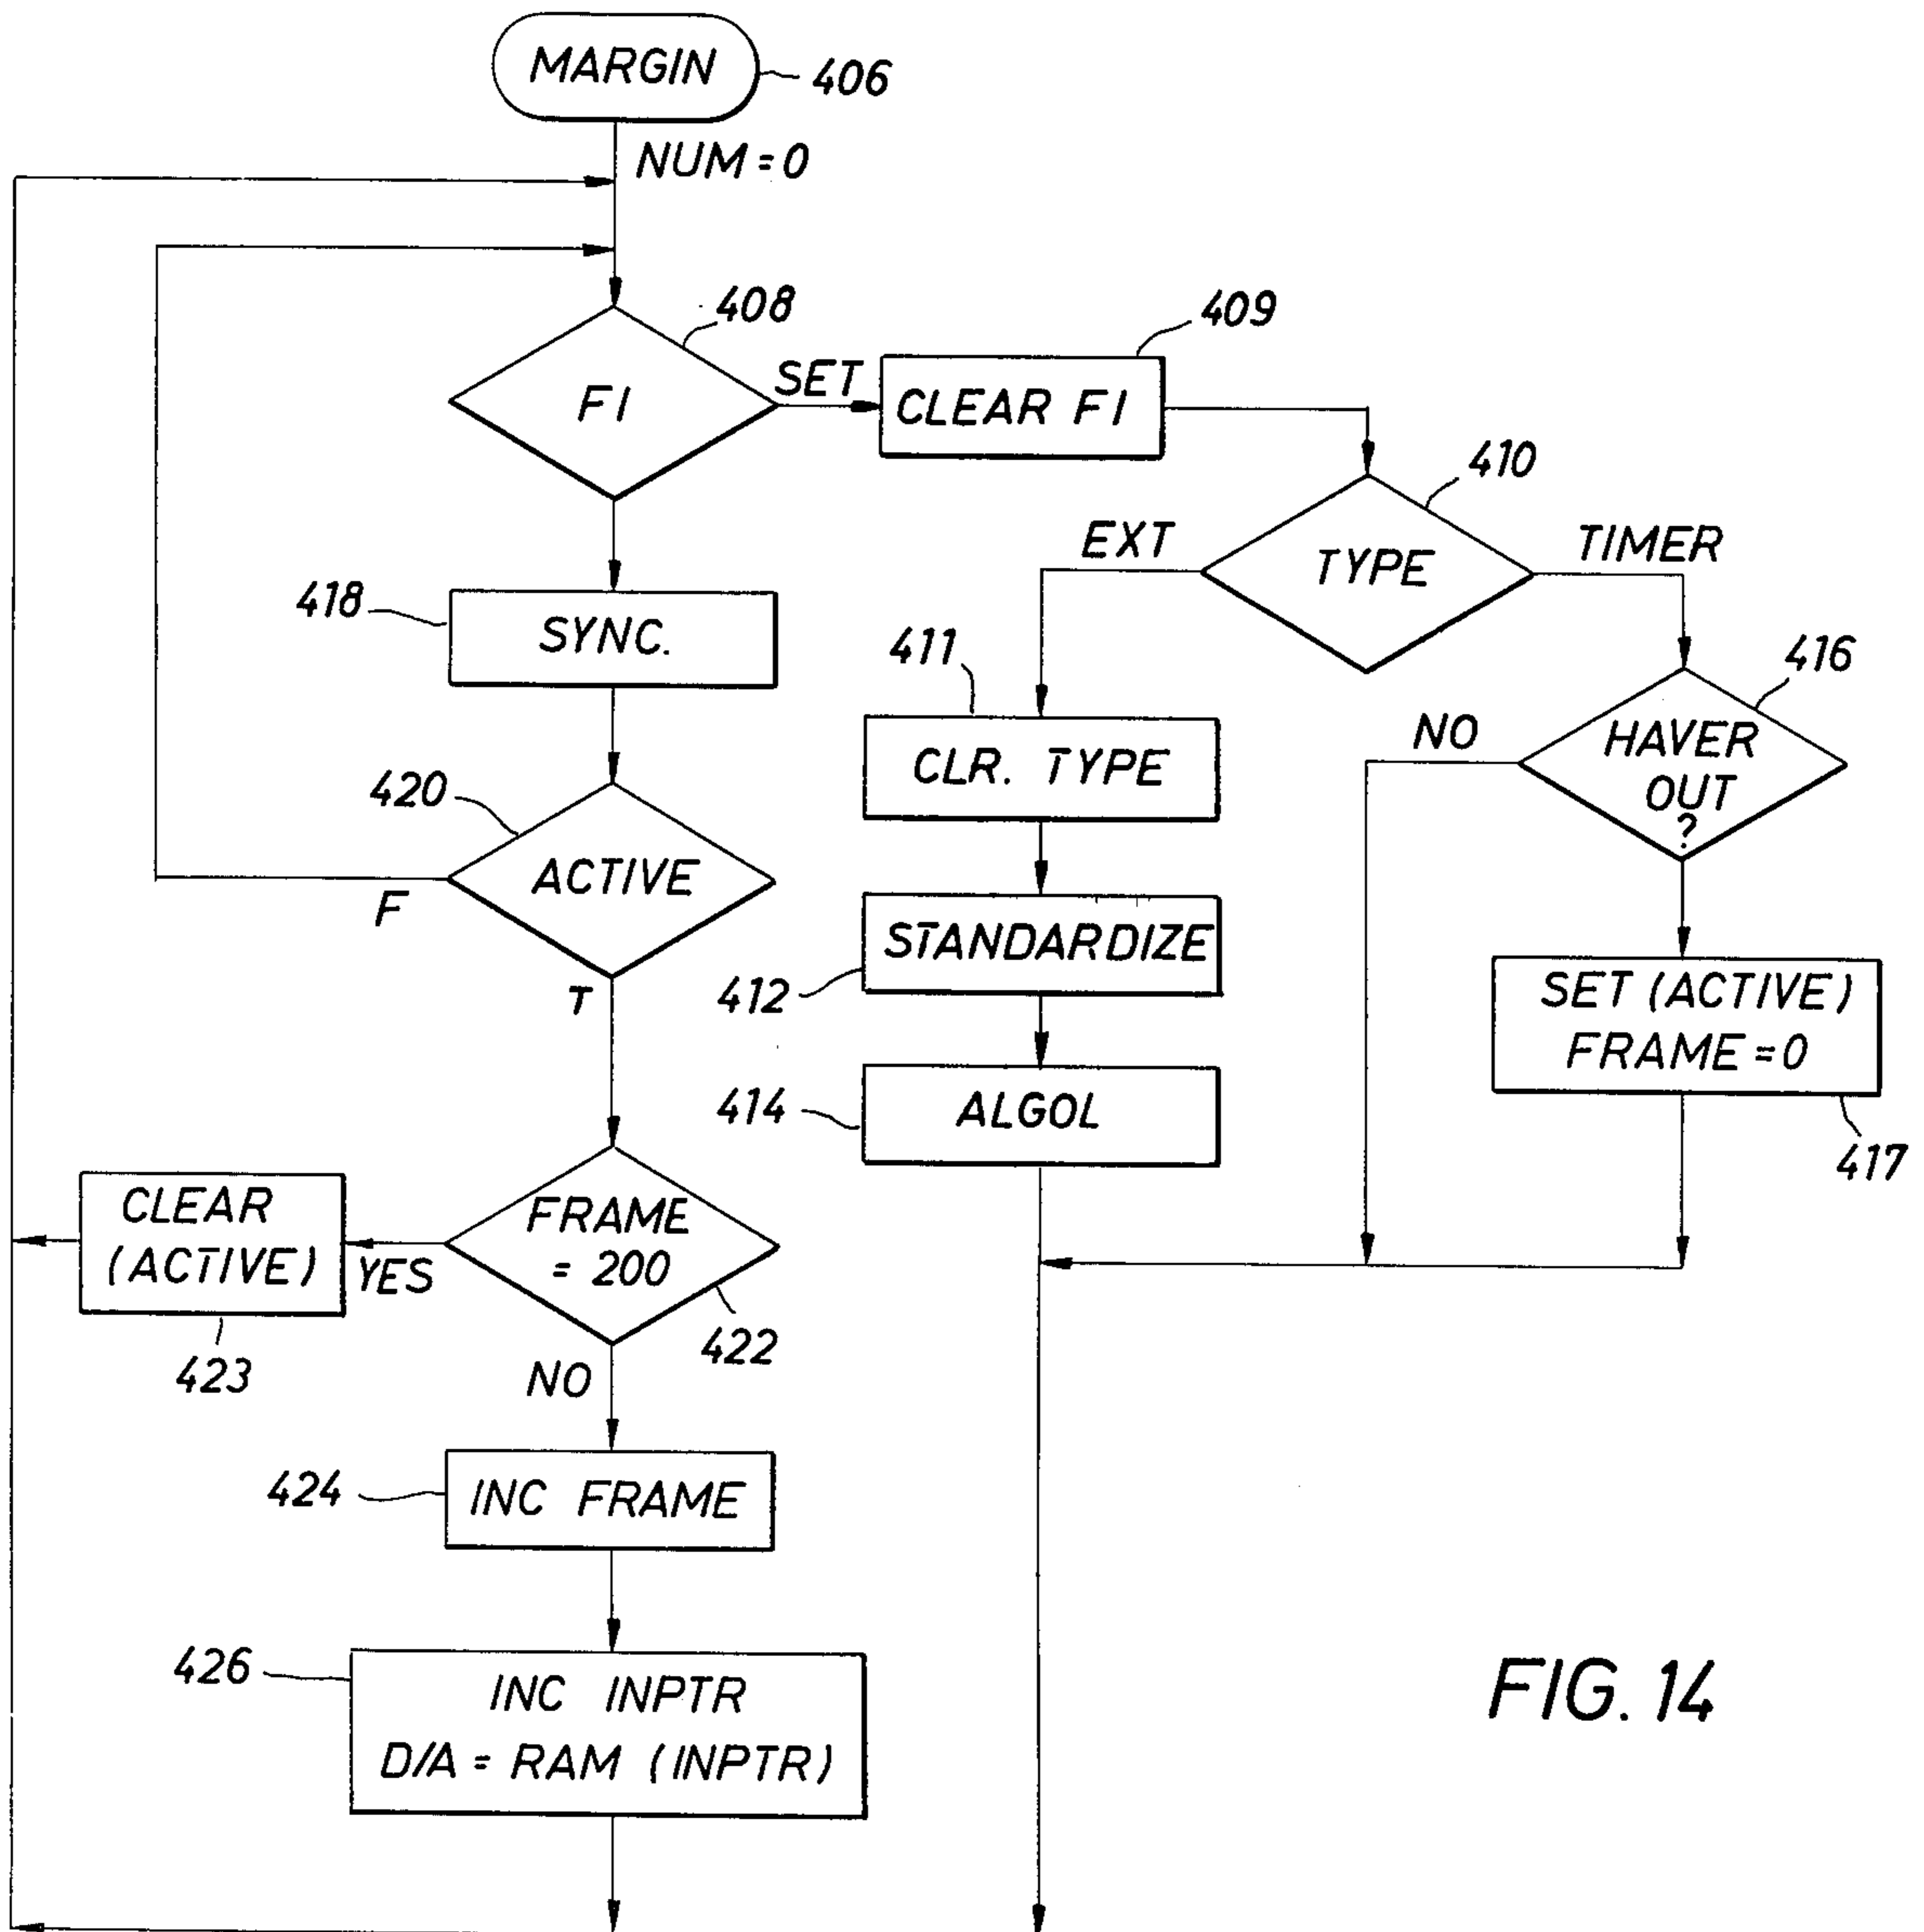 MARGIN
406
NUM = 0
408
F1
SET
409
CLEAR F1
410
EXT
TYPE
TIMER
418
SYNC.
411
CLR. TYPE
416
NO
HAVER
OUT
?
420
ACTIVE
F
T
STANDARDIZE
412
SET (ACTIVE)
FRAME = 0
417
414
ALGOL
CLEAR
(ACTIVE)
423
YES
FRAME
= 200
422
NO
424
INC FRAME
426
INC INPTR
D/A = RAM (INPTR)
FIG. 14